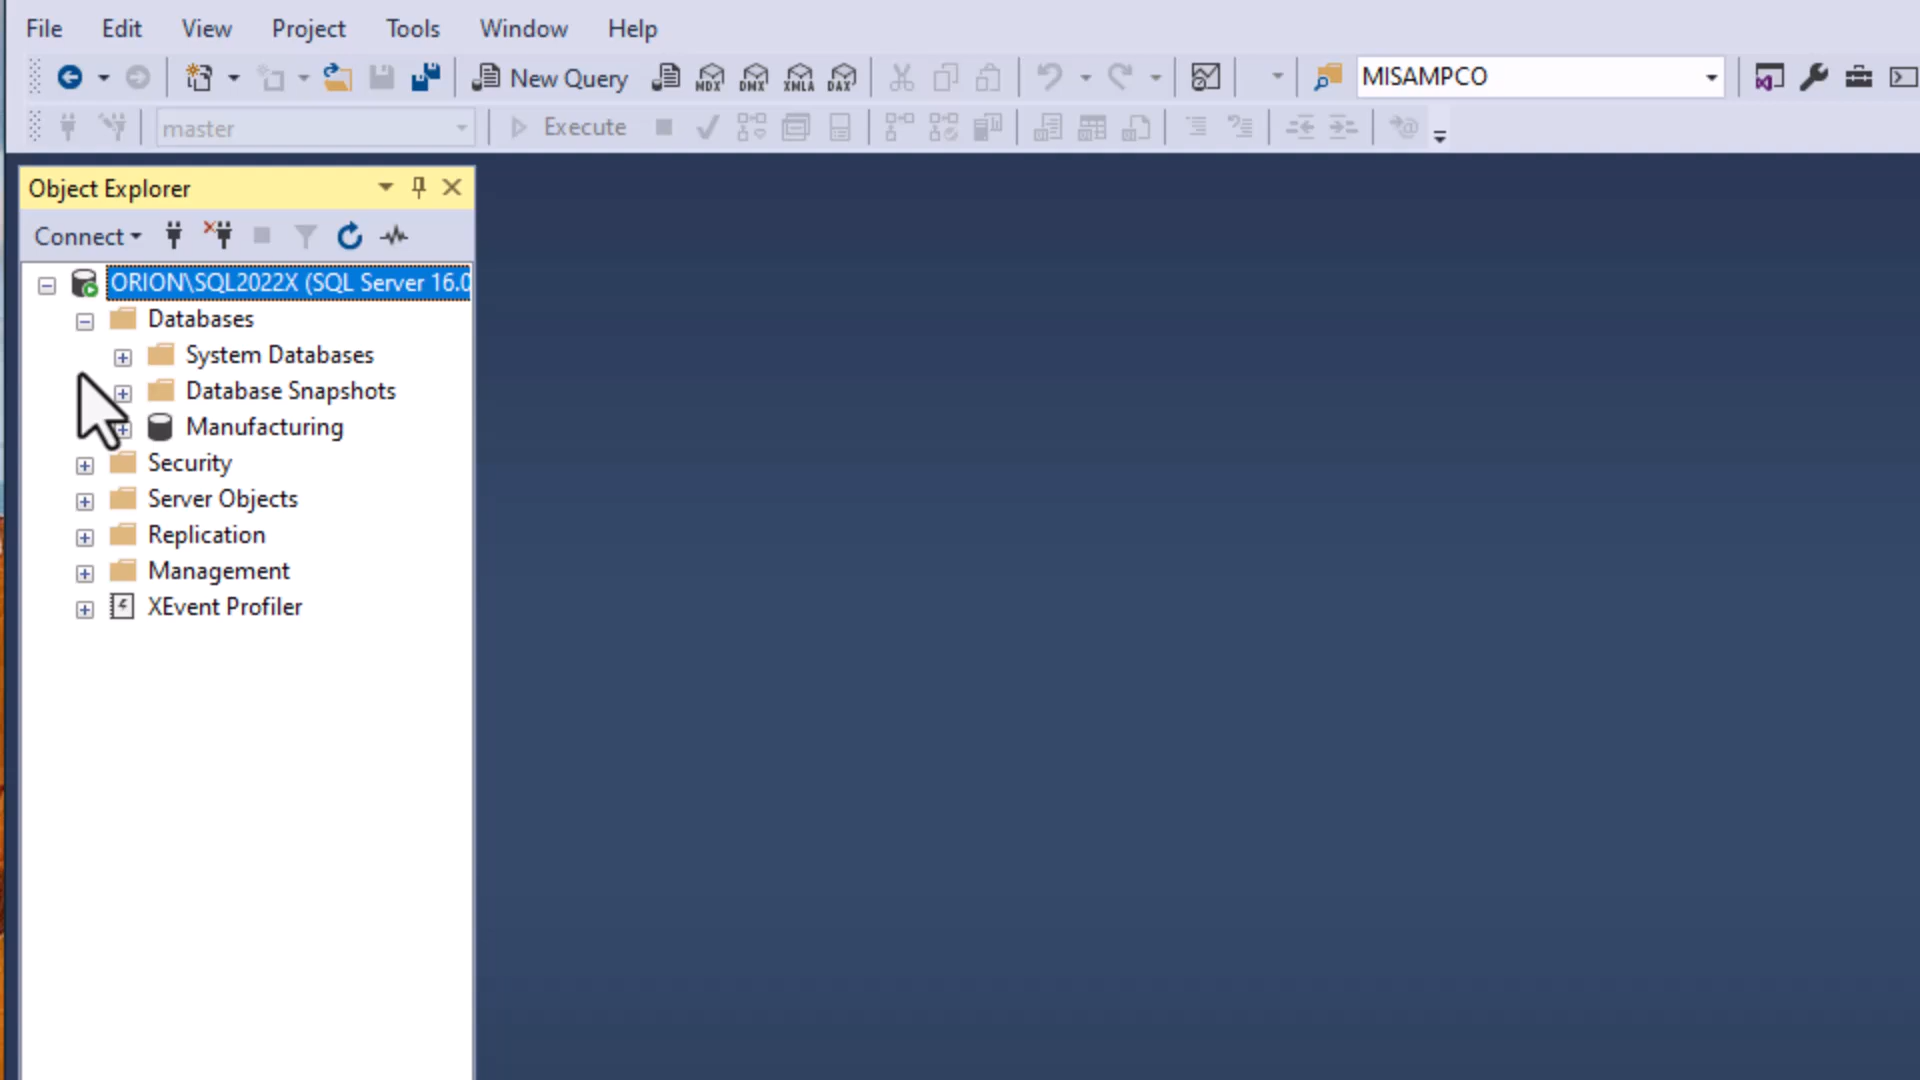 File Edit View Project Tools Window Help
New Query MDX DMX XMLA DAX MISAMPCO
master Execute
Object Explorer
Connect
ORION\SQL2022X (SQL Server 16.0
Databases
System Databases
Database Snapshots
Manufacturing
Security
Server Objects
Replication
Management
XEvent Profiler